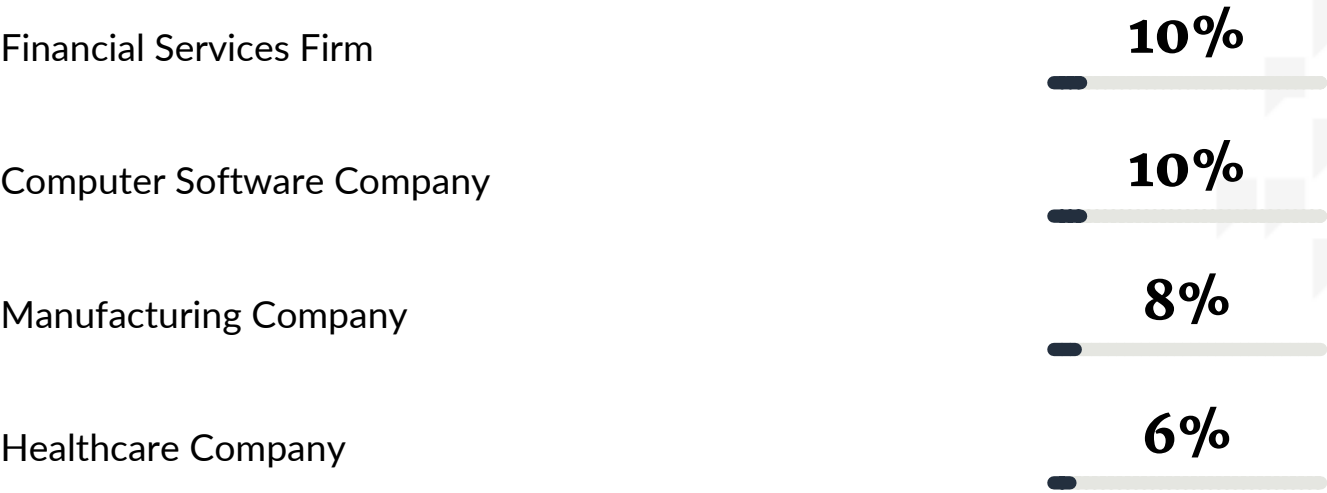 Financial Services Firm 10%
Computer Software Company 10%
Manufacturing Company 8%
Healthcare Company 6%